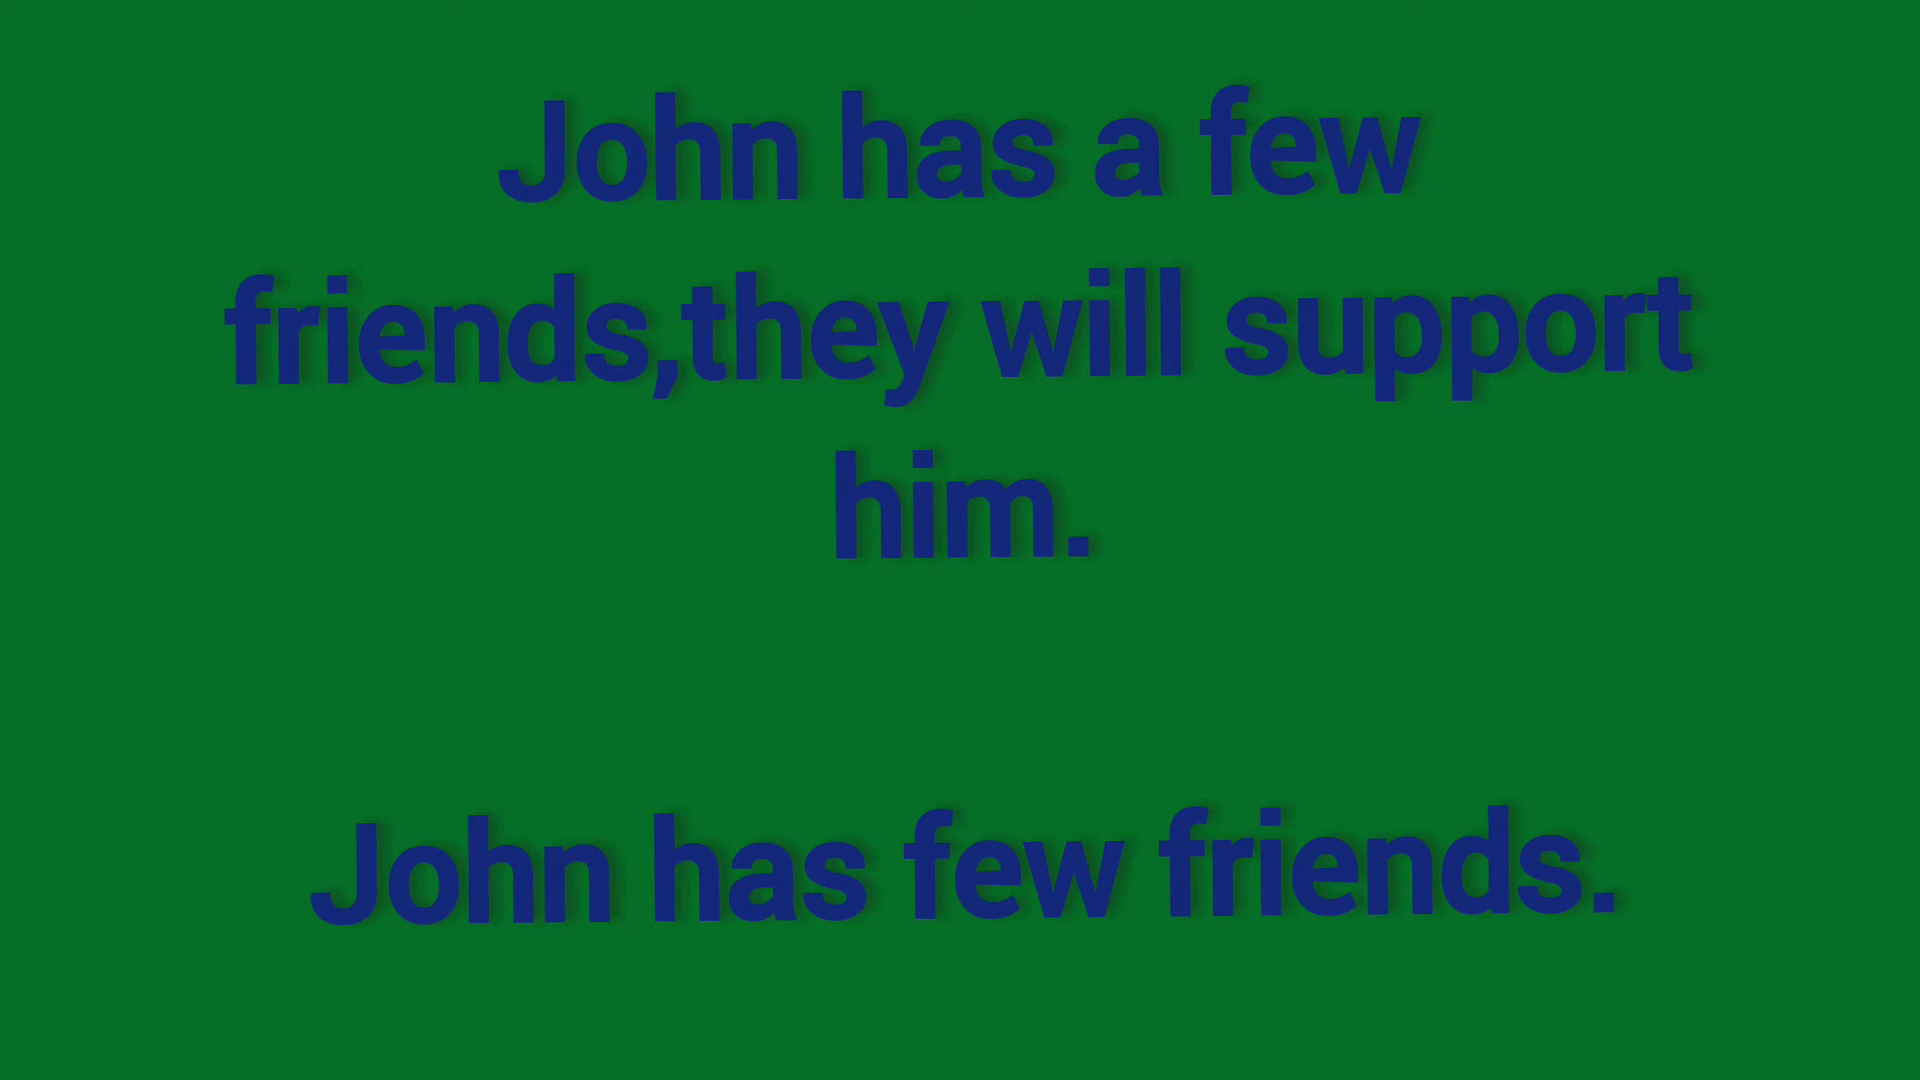 John has a few
friends,they will support
him.
John has few friends.